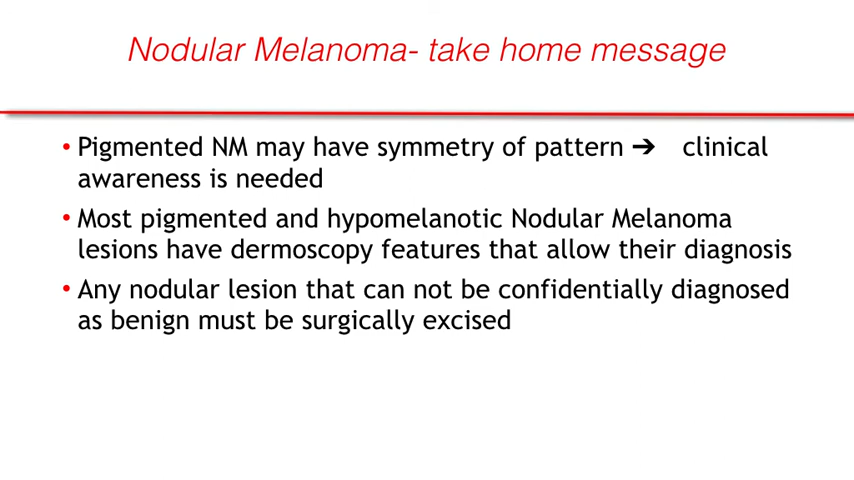 Nodular Melanoma- take home message
• Pigmented NM may have symmetry of pattern ➔ clinical
awareness is needed
• Most pigmented and hypomelanotic Nodular Melanoma
lesions have dermoscopy features that allow their diagnosis
• Any nodular lesion that can not be confidentially diagnosed
as benign must be surgically excised